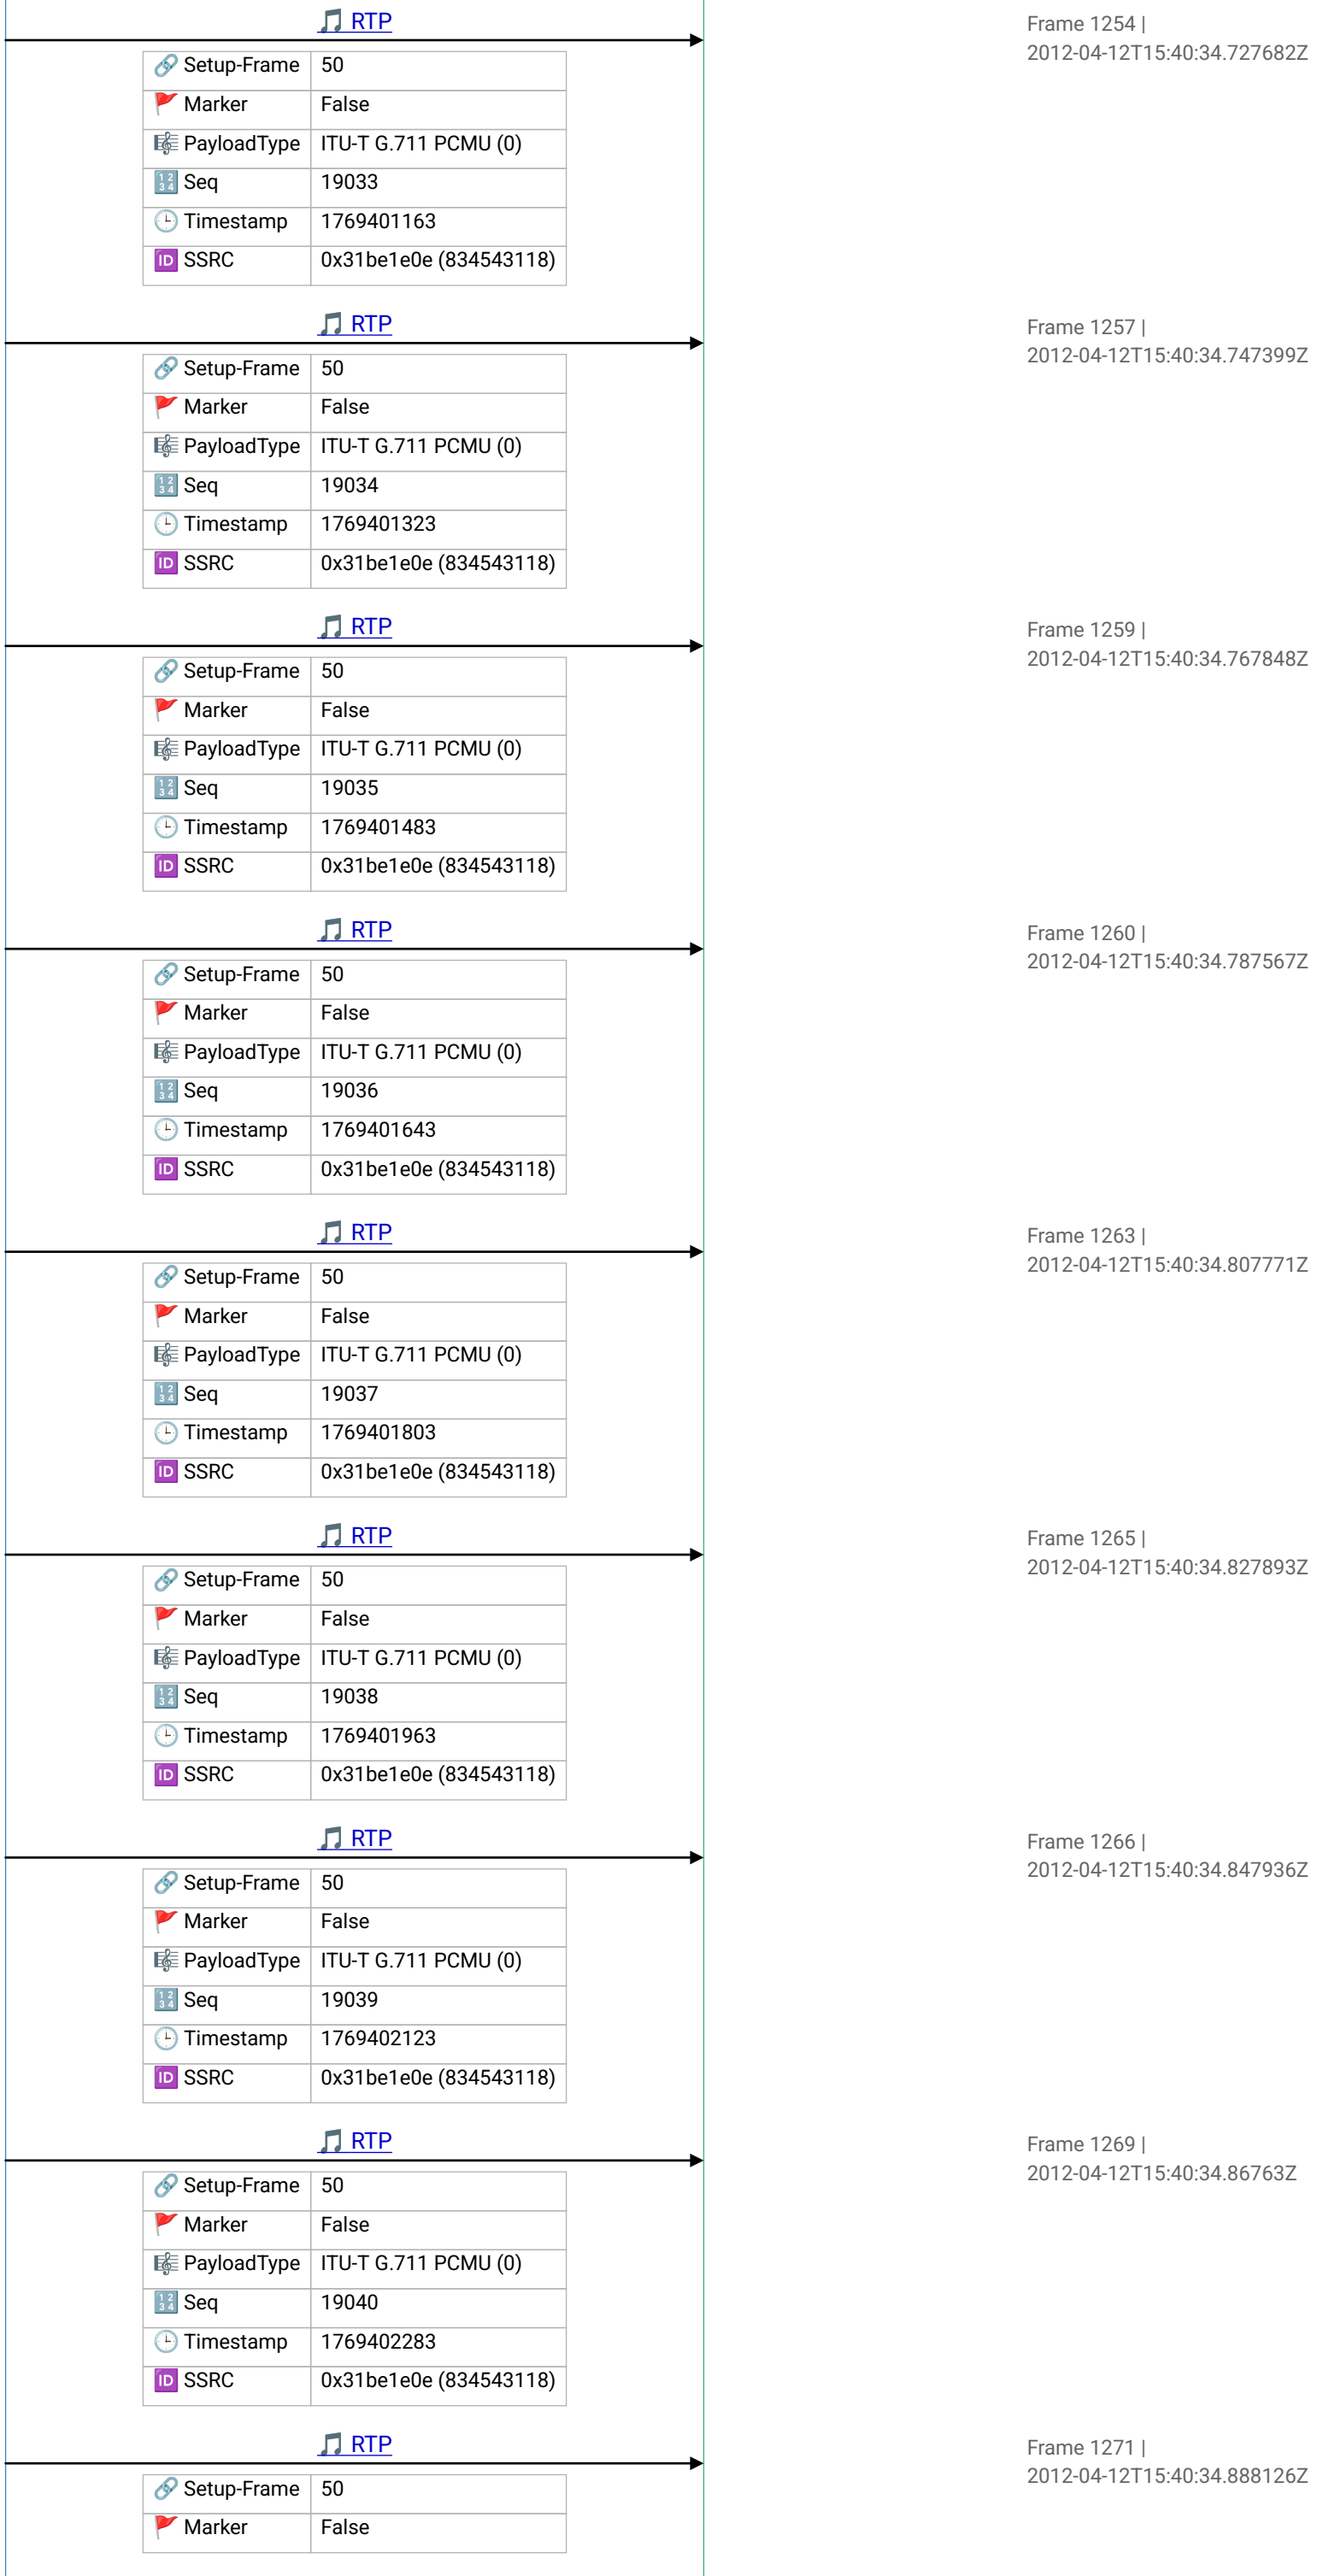 🎵 RTP
Frame 1254 |
2012-04-12T15:40:34.727682Z
🔗 Setup-Frame 50
🚩 Marker False
🎼 PayloadType ITU-T G.711 PCMU (0)
🔢 Seq 19033
🕒 Timestamp 1769401163
🆔 SSRC 0x31be1e0e (834543118)
🎵 RTP
Frame 1257 |
2012-04-12T15:40:34.747399Z
🔗 Setup-Frame 50
🚩 Marker False
🎼 PayloadType ITU-T G.711 PCMU (0)
🔢 Seq 19034
🕒 Timestamp 1769401323
🆔 SSRC 0x31be1e0e (834543118)
🎵 RTP
Frame 1259 |
2012-04-12T15:40:34.767848Z
🔗 Setup-Frame 50
🚩 Marker False
🎼 PayloadType ITU-T G.711 PCMU (0)
🔢 Seq 19035
🕒 Timestamp 1769401483
🆔 SSRC 0x31be1e0e (834543118)
🎵 RTP
Frame 1260 |
2012-04-12T15:40:34.787567Z
🔗 Setup-Frame 50
🚩 Marker False
🎼 PayloadType ITU-T G.711 PCMU (0)
🔢 Seq 19036
🕒 Timestamp 1769401643
🆔 SSRC 0x31be1e0e (834543118)
🎵 RTP
Frame 1263 |
2012-04-12T15:40:34.807771Z
🔗 Setup-Frame 50
🚩 Marker False
🎼 PayloadType ITU-T G.711 PCMU (0)
🔢 Seq 19037
🕒 Timestamp 1769401803
🆔 SSRC 0x31be1e0e (834543118)
🎵 RTP
Frame 1265 |
2012-04-12T15:40:34.827893Z
🔗 Setup-Frame 50
🚩 Marker False
🎼 PayloadType ITU-T G.711 PCMU (0)
🔢 Seq 19038
🕒 Timestamp 1769401963
🆔 SSRC 0x31be1e0e (834543118)
🎵 RTP
Frame 1266 |
2012-04-12T15:40:34.847936Z
🔗 Setup-Frame 50
🚩 Marker False
🎼 PayloadType ITU-T G.711 PCMU (0)
🔢 Seq 19039
🕒 Timestamp 1769402123
🆔 SSRC 0x31be1e0e (834543118)
🎵 RTP
Frame 1269 |
2012-04-12T15:40:34.86763Z
🔗 Setup-Frame 50
🚩 Marker False
🎼 PayloadType ITU-T G.711 PCMU (0)
🔢 Seq 19040
🕒 Timestamp 1769402283
🆔 SSRC 0x31be1e0e (834543118)
🎵 RTP
Frame 1271 |
2012-04-12T15:40:34.888126Z
🔗 Setup-Frame 50
🚩 Marker False